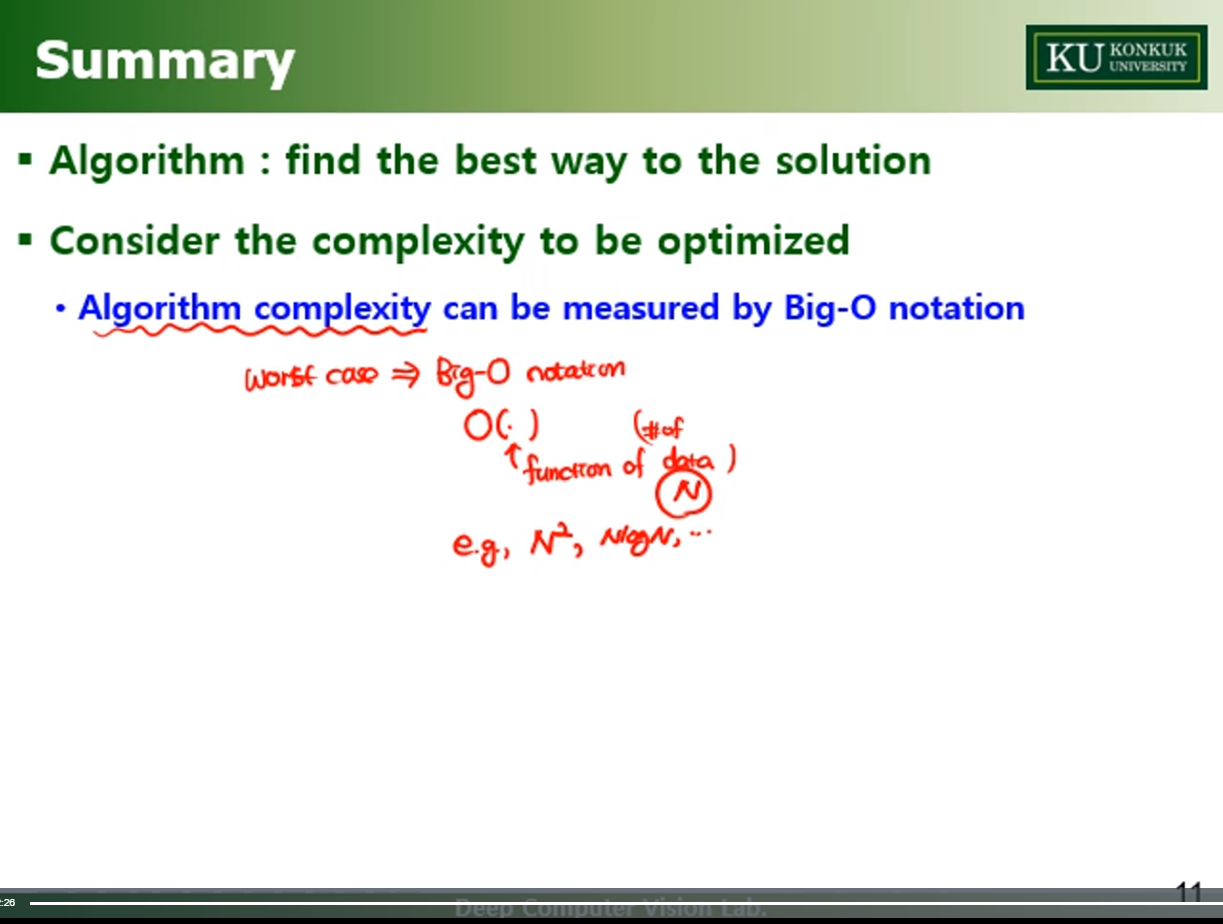 Summary
KU KONKUK
UNIVERSITY
▪ Algorithm : find the best way to the solution
▪ Consider the complexity to be optimized
• Algorithm complexity can be measured by Big-O notation
worst case ⇒ Big-O notation
O(·) (# of
function of data)
N
e.g., N², NlogN, ...
11
:26
Deep Computer Vision Lab.